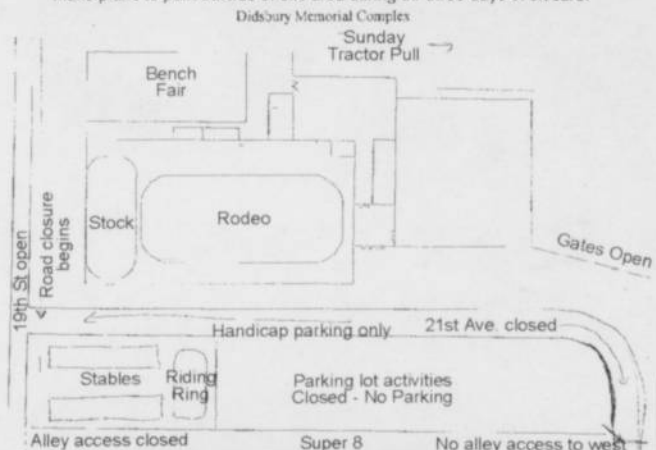 Didsbury Memorial Complex
Sunday
Tractor Pull
Bench
Fair
Stock
Rodeo
Gates Open
19th St open
Road closure
begins
Handicap parking only
21st Ave. closed
Stables
Riding
Ring
Parking lot activities
Closed - No Parking
Alley access closed
Super 8
No alley access to west